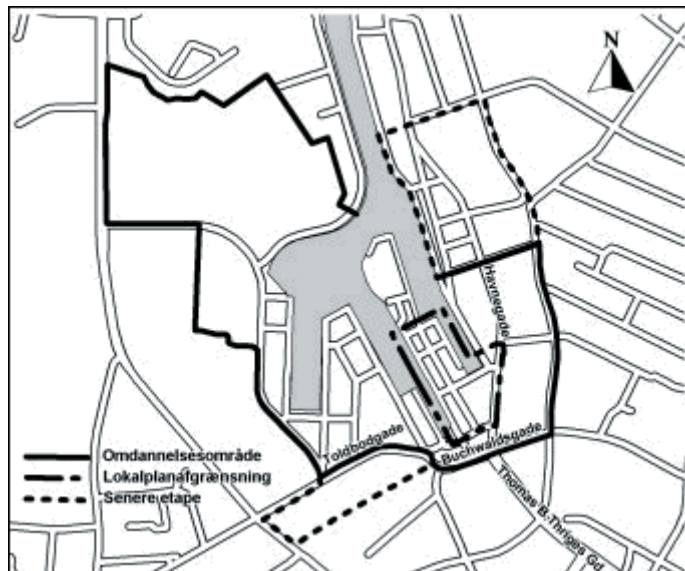 N
Havnegade
Toldbodgade
Buchwaldsgade
Thomas B. Thriges Gd.
Omdannelsesområde
Lokalplanafgrænsning
Senere etape